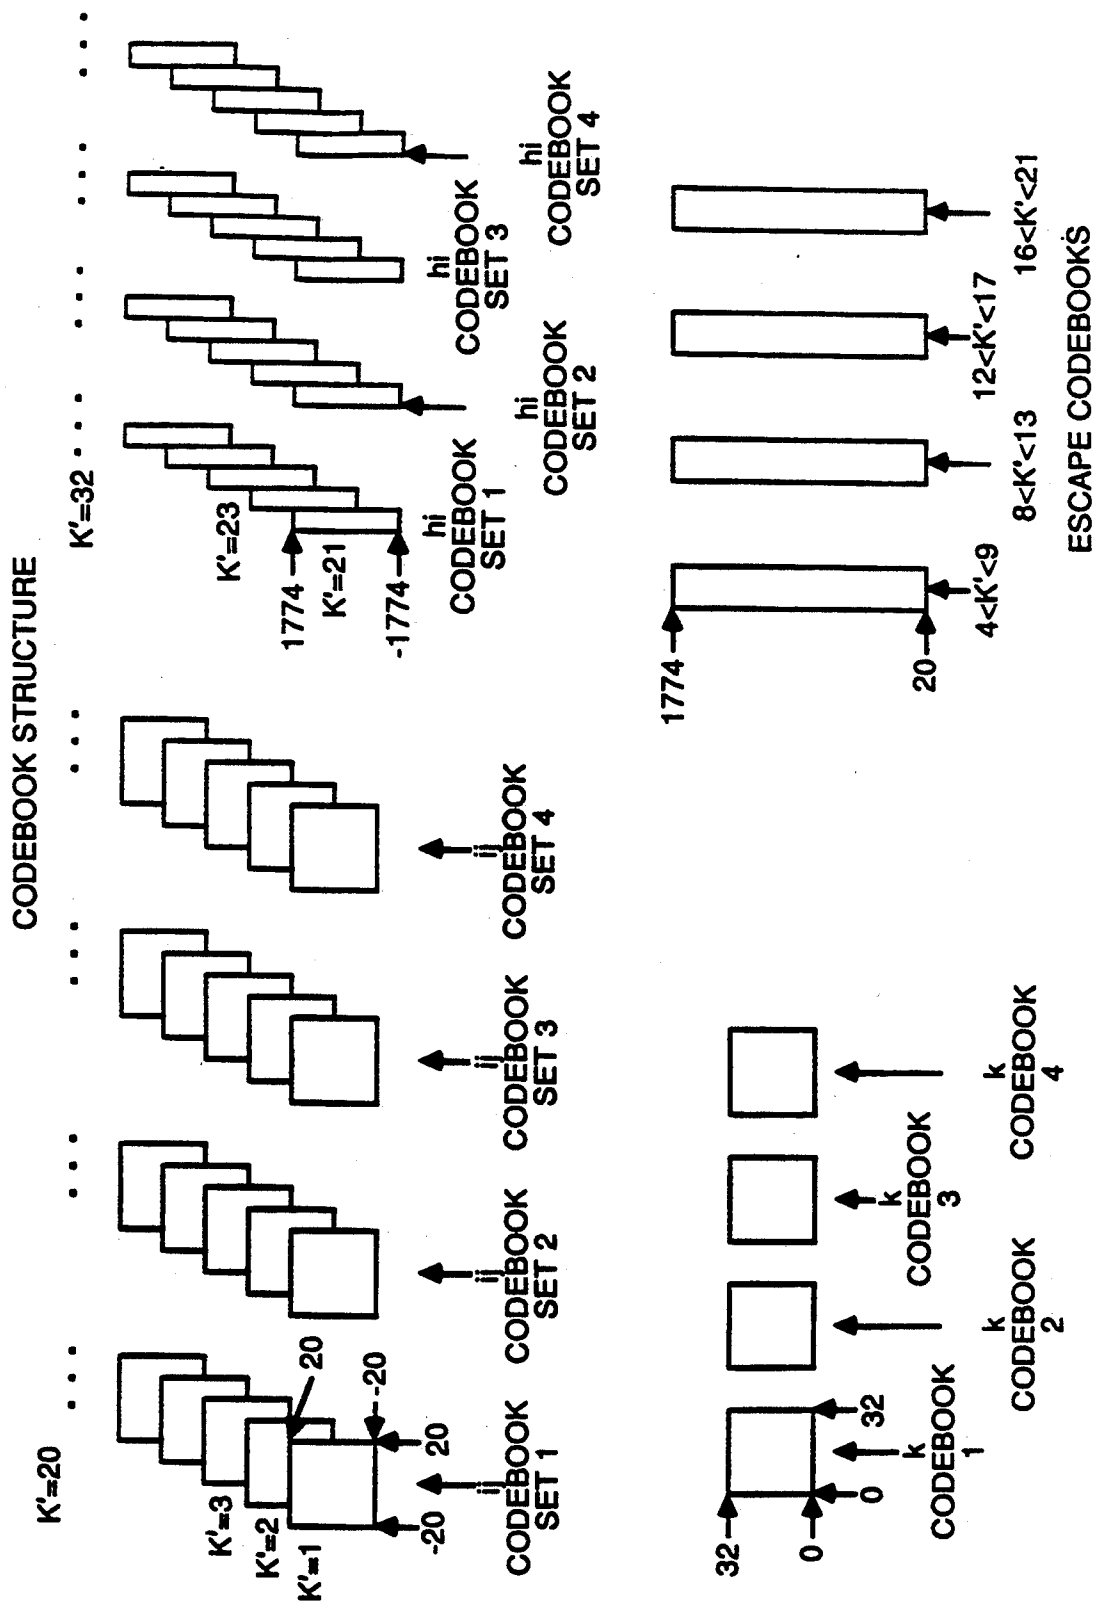 CODEBOOK STRUCTURE
K'=20
K'=3
K'=2
K'=1
20
-20
-20
20
ij
CODEBOOK
SET 1
ij
CODEBOOK
SET 2
ij
CODEBOOK
SET 3
ij
CODEBOOK
SET 4
K'=32
K'=23
1774
K'=21
-1774
hi
CODEBOOK
SET 1
hi
CODEBOOK
SET 2
hi
CODEBOOK
SET 3
hi
CODEBOOK
SET 4
32
0
0
32
k
CODEBOOK
1
k
CODEBOOK
2
k
CODEBOOK
3
k
CODEBOOK
4
1774
20
4<K'<9
8<K'<13
12<K'<17
16<K'<21
ESCAPE CODEBOOKS